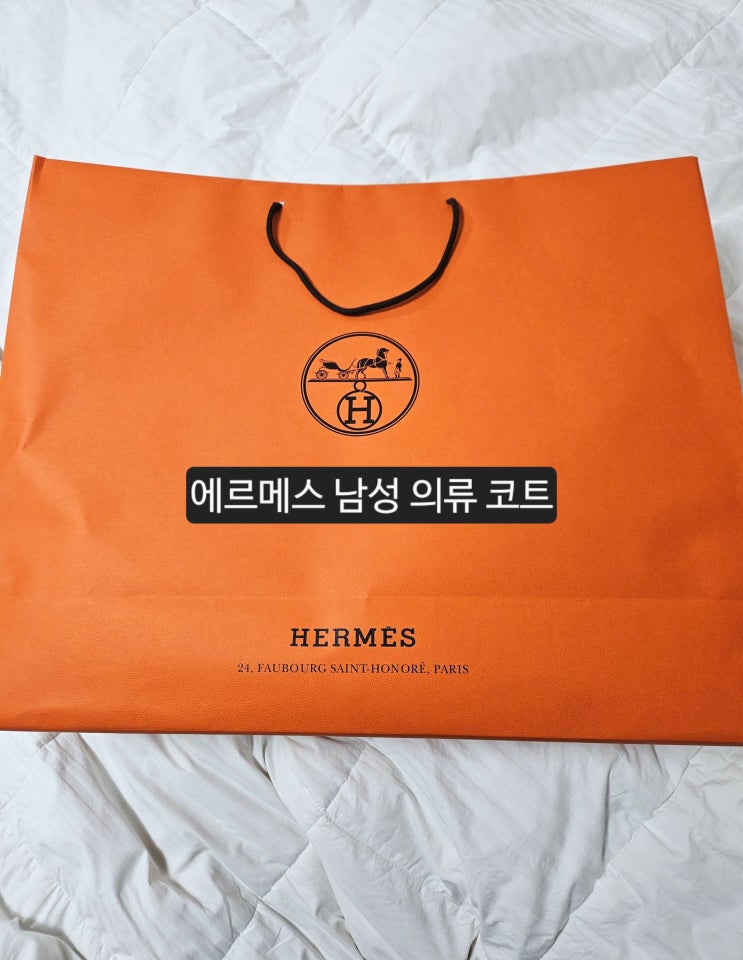 H
에르메스 남성 의류 코트
HERMÈS
24, FAUBOURG SAINT-HONORÉ, PARIS